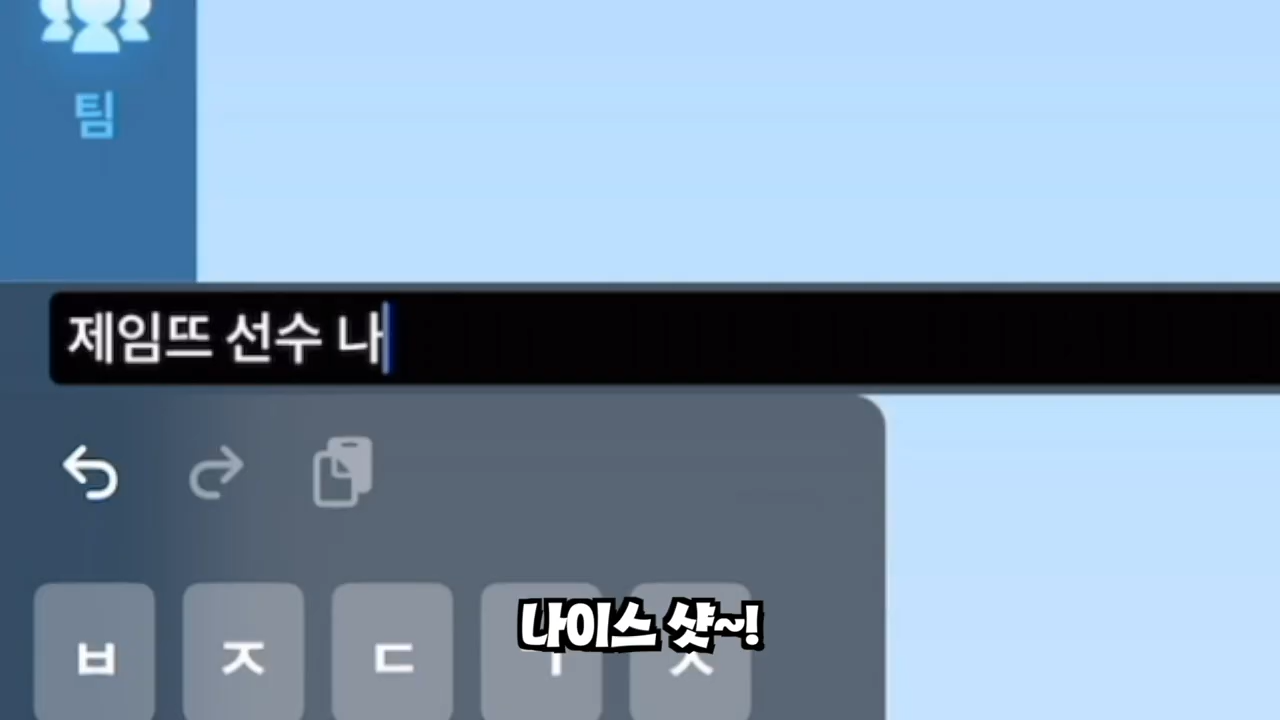 팀
제임뜨 선수 나
ㅂ ㅈ ㄷ ㅅ
나이스 샷~!